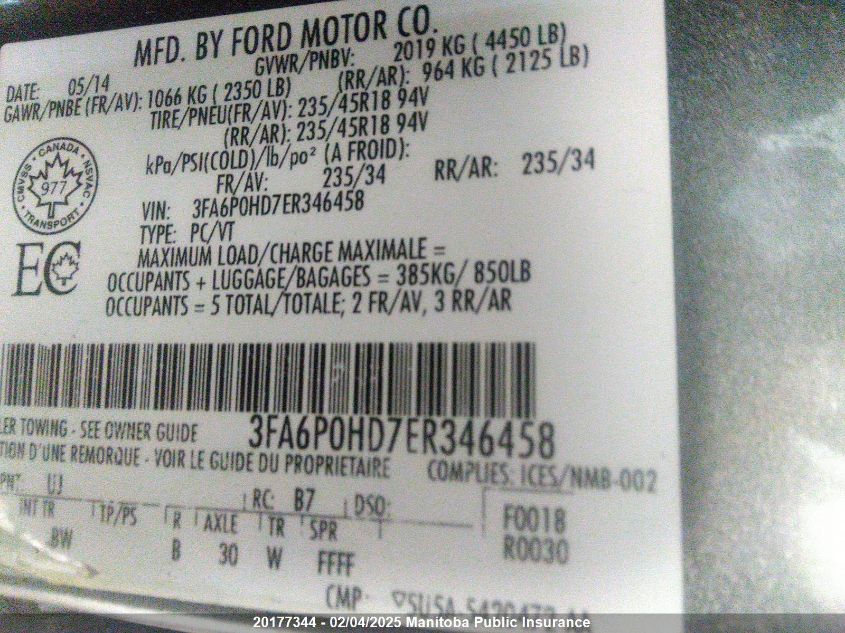 MFD. BY FORD MOTOR CO.
DATE: 05/14 GVWR/PNBV: 2019 KG ( 4450 LB)
GAWR/PNBE (FR/AV): 1066 KG ( 2350 LB) (RR/AR): 964 KG ( 2125 LB)
TIRE/PNEU(FR/AV): 235/45R18 94V
(RR/AR): 235/45R18 94V
kPa/PSI(COLD)/lb/po² (A FROID):
FR/AV: 235/34 RR/AR: 235/34
CMVSS · CANADA · NSVAC · TRANSPORT ·
977
VIN: 3FA6P0HD7ER346458
TYPE: PC/VT
EC
MAXIMUM LOAD/CHARGE MAXIMALE =
OCCUPANTS + LUGGAGE/BAGAGES = 385KG/ 850LB
OCCUPANTS = 5 TOTAL/TOTALE; 2 FR/AV, 3 RR/AR
LER TOWING - SEE OWNER GUIDE 3FA6P0HD7ER346458
TION D'UNE REMORQUE - VOIR LE GUIDE DU PROPRIETAIRE COMPLIES: ICES/NMB-002
PNT: UJ RC: B7 DSO:
INT TR TP/PS R AXLE TR SPR F0018
BW B 30 W FFFF R0030
CMP:
20177344 - 02/04/2025 Manitoba Public Insurance